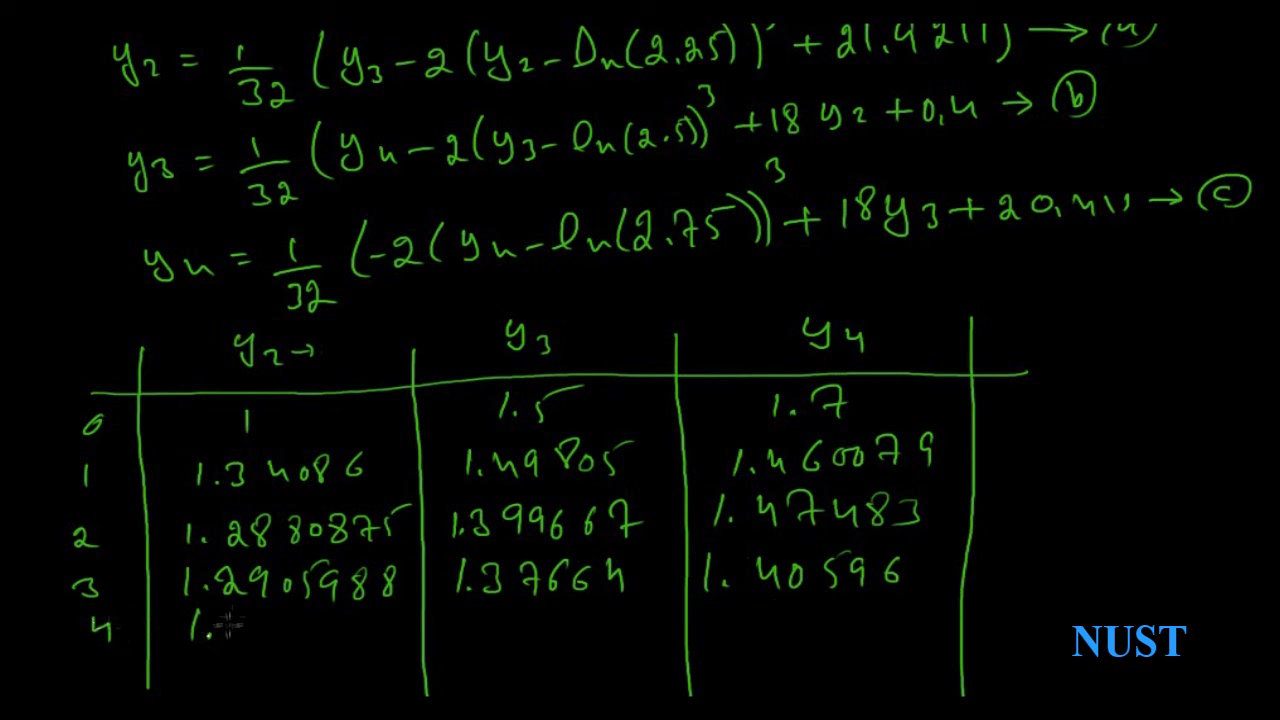 y₂ = 1/32 (y₃ - 2(y₂ - ln(2.25)) + 21.4211) → (a)
y₃ = 1/32 (y₄ - 2(y₃ - ln(2.5))³ + 18 y₂ + 0.4 → (b)
y₄ = 1/32 (-2(y₄ - ln(2.75))³ + 18y₃ + 20.411 → (c)
y₂→ y₃ y₄
0 1 1.5 1.7
1 1.34086 1.49805 1.460079
2 1.2880875 1.399667 1.47483
3 1.2905988 1.37664 1.40596
4 1.
NUST